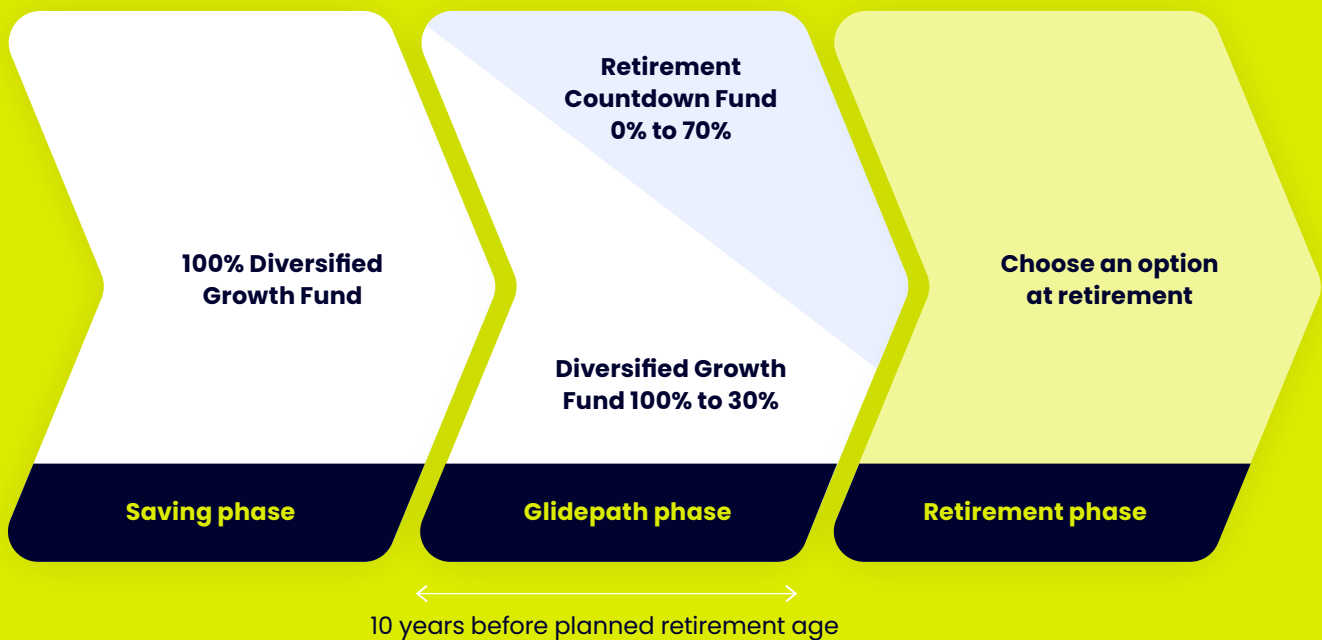 100% Diversified
Growth Fund
Saving phase
Retirement
Countdown Fund
0% to 70%
Diversified Growth
Fund 100% to 30%
Glidepath phase
Choose an option
at retirement
Retirement phase
10 years before planned retirement age